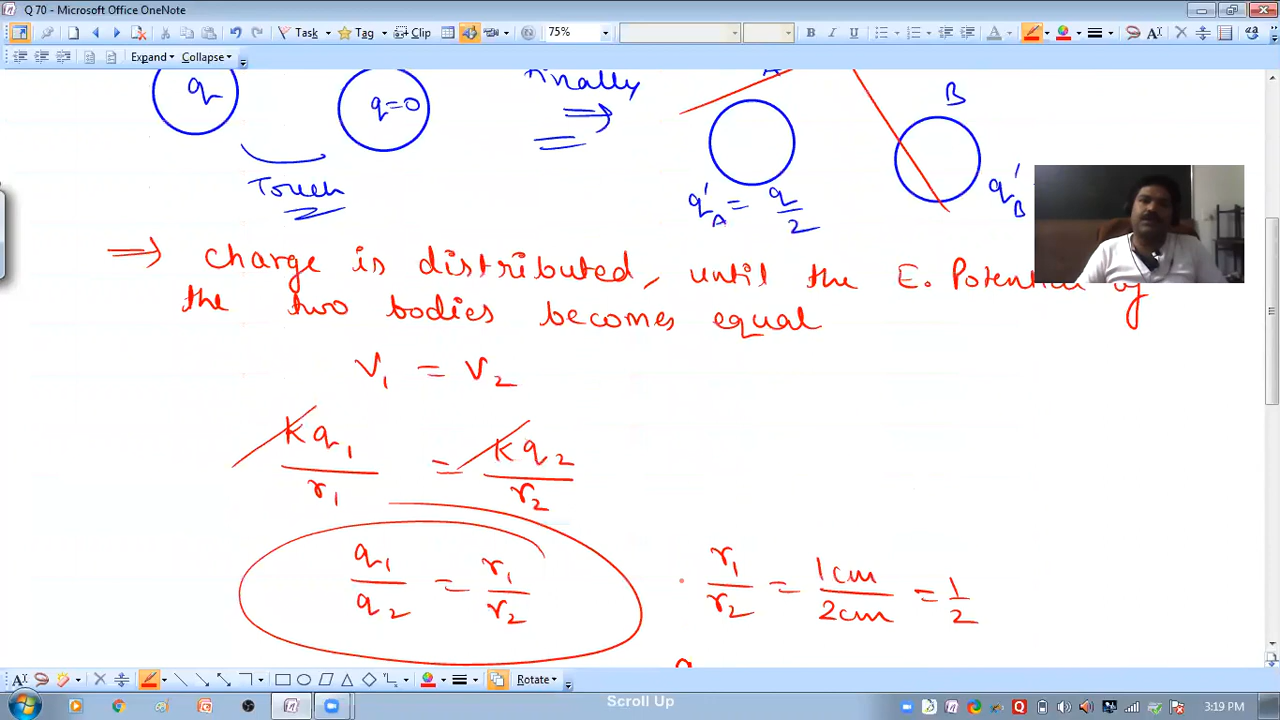 Q 70 - Microsoft Office OneNote
Task Tag Clip 75% B I U
Expand Collapse
q
q=0
Finally
A
B
Touch
q'A = q/2
q'B
⇒ charge is distributed, until the E. Potential of
the two bodies becomes equal
V1 = V2
Kq1/r1 = Kq2/r2
q1/q2 = r1/r2
r1/r2 = 1cm/2cm = 1/2
Rotate
Scroll Up
3:19 PM